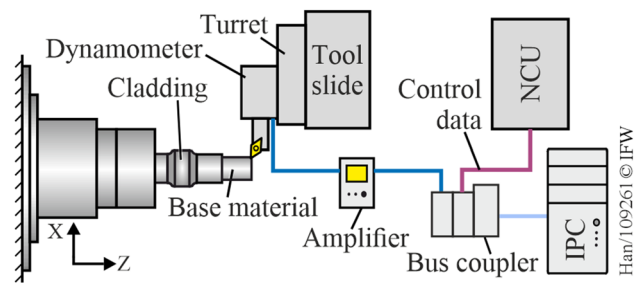 Turret
Dynamometer
Cladding
Tool
slide
Control
data
NCU
Base material
Amplifier
Bus coupler
IPC
X
Z
Han/109261 © IFW